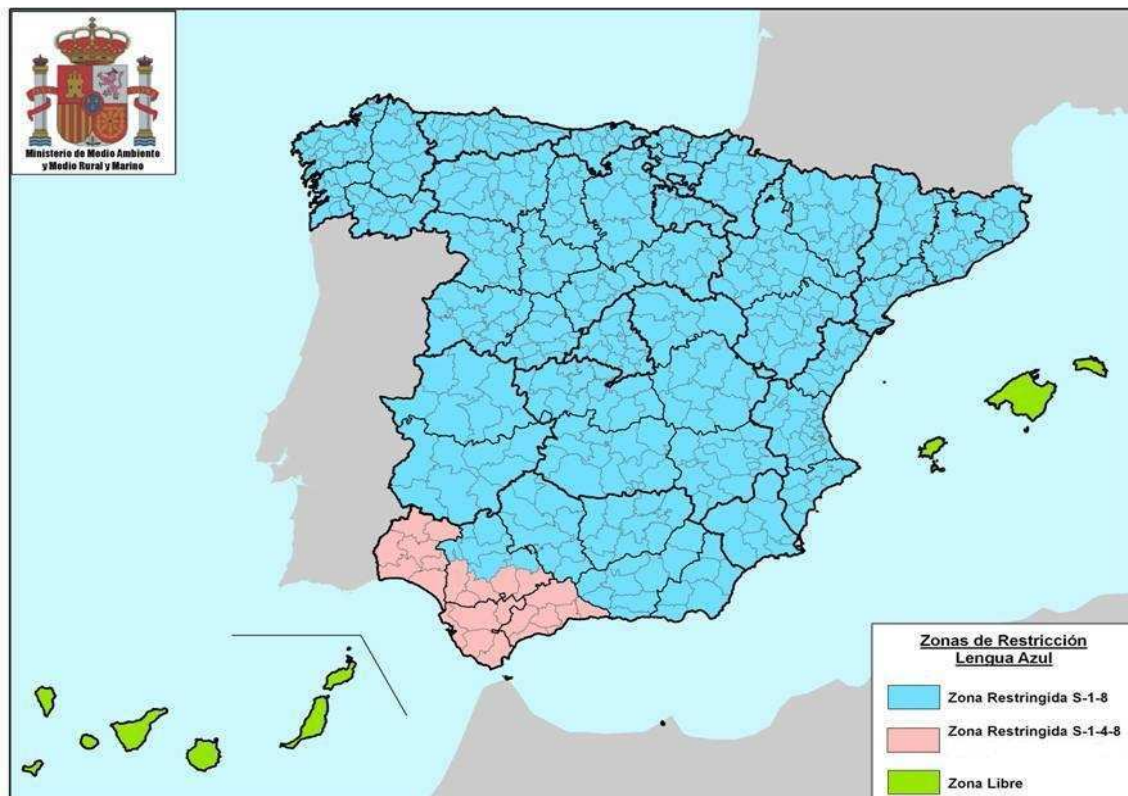 Ministerio de Medio Ambiente
y Medio Rural y Marino
Zonas de Restricción
Lengua Azul
Zona Restringida S-1-8
Zona Restringida S-1-4-8
Zona Libre